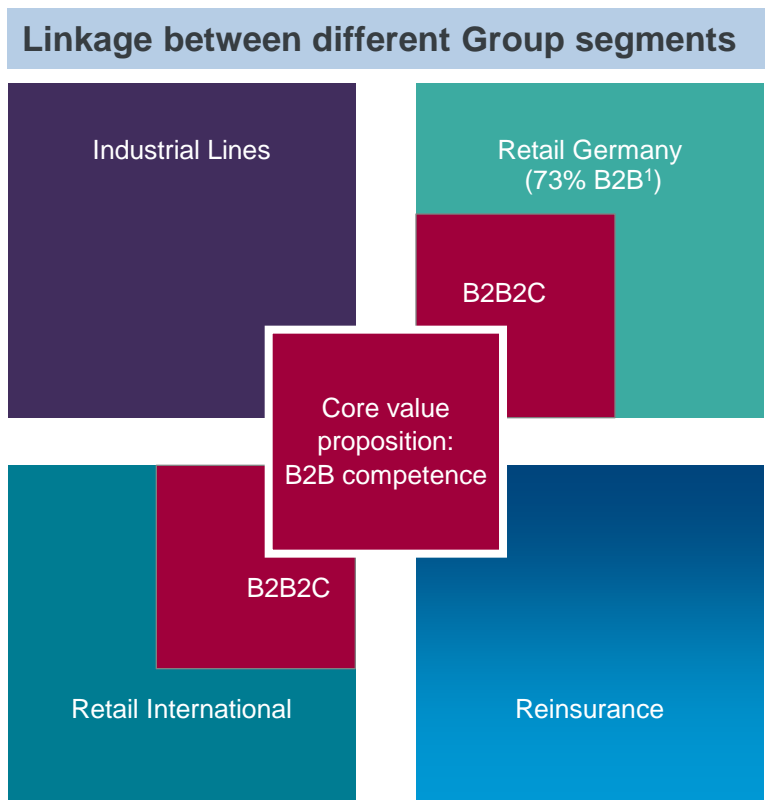 Linkage between different Group segments
Industrial Lines
Retail Germany
(73% B2B¹)
B2B2C
Core value
proposition:
B2B competence
B2B2C
Retail International
Reinsurance